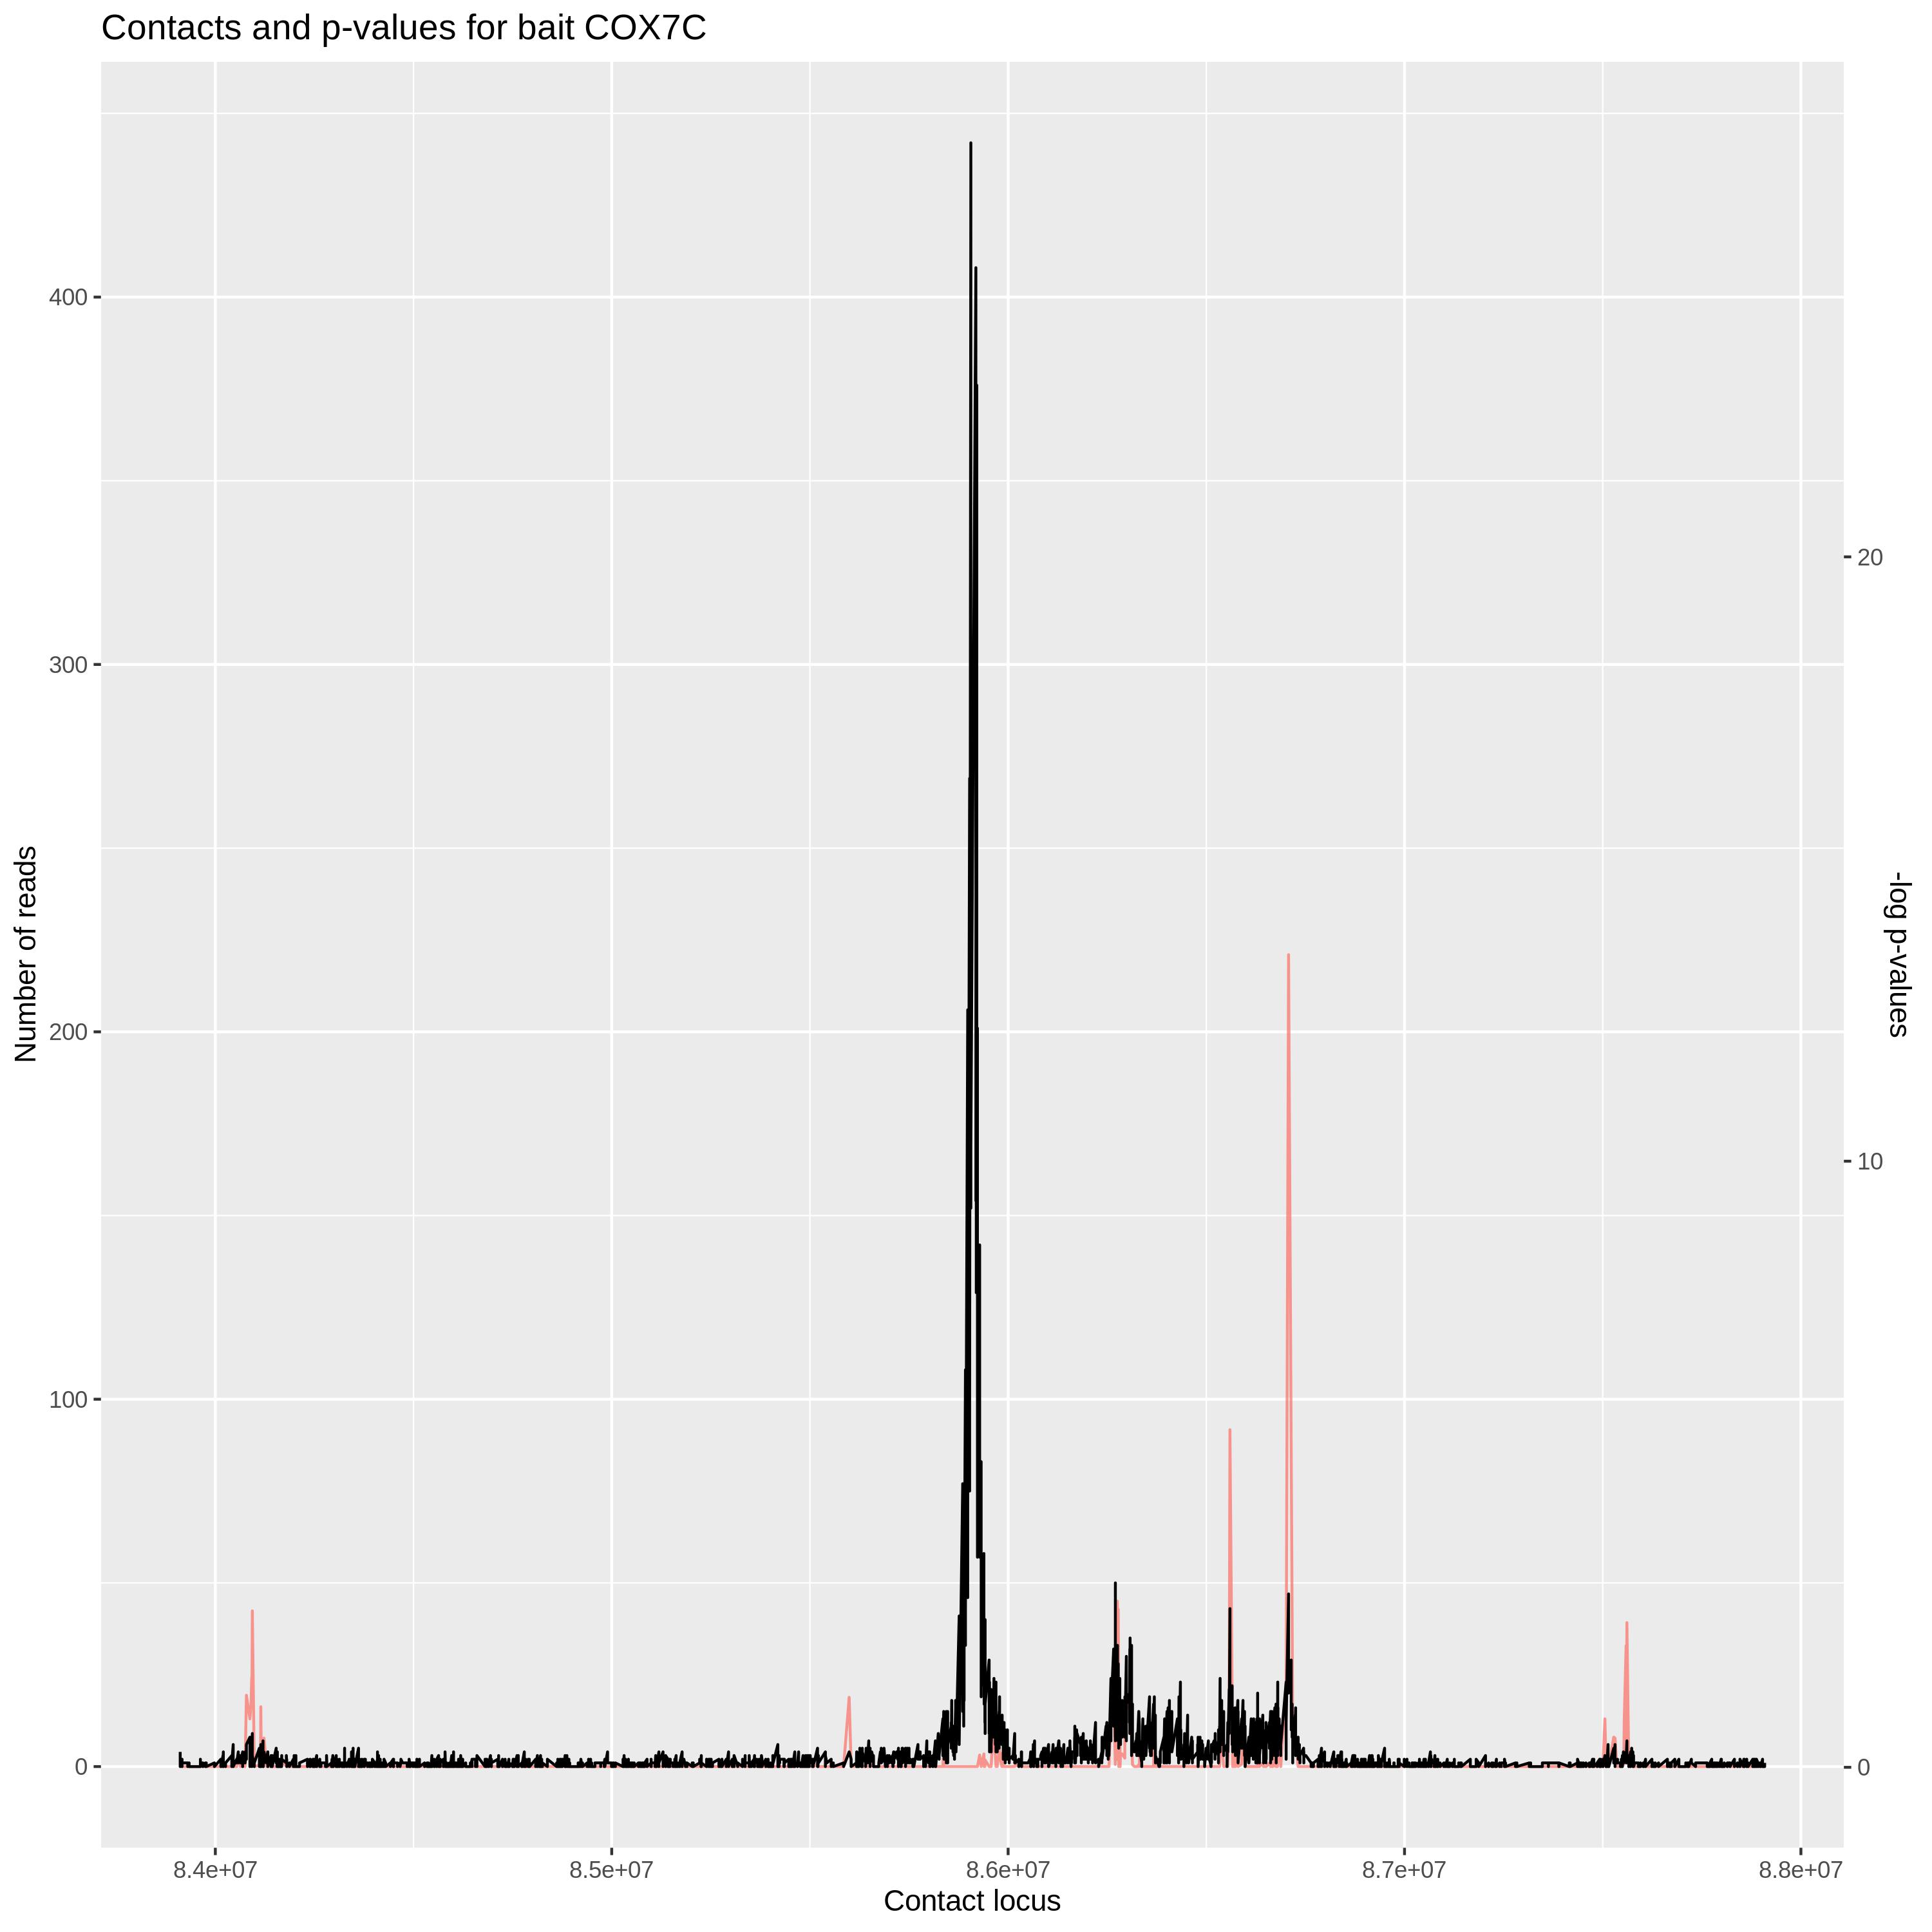 Contacts and p-values for bait COX7C
Number of reads
400
300
200
100
0
20
10
0
-log p-values
8.4e+07 8.5e+07 8.6e+07 8.7e+07 8.8e+07
Contact locus